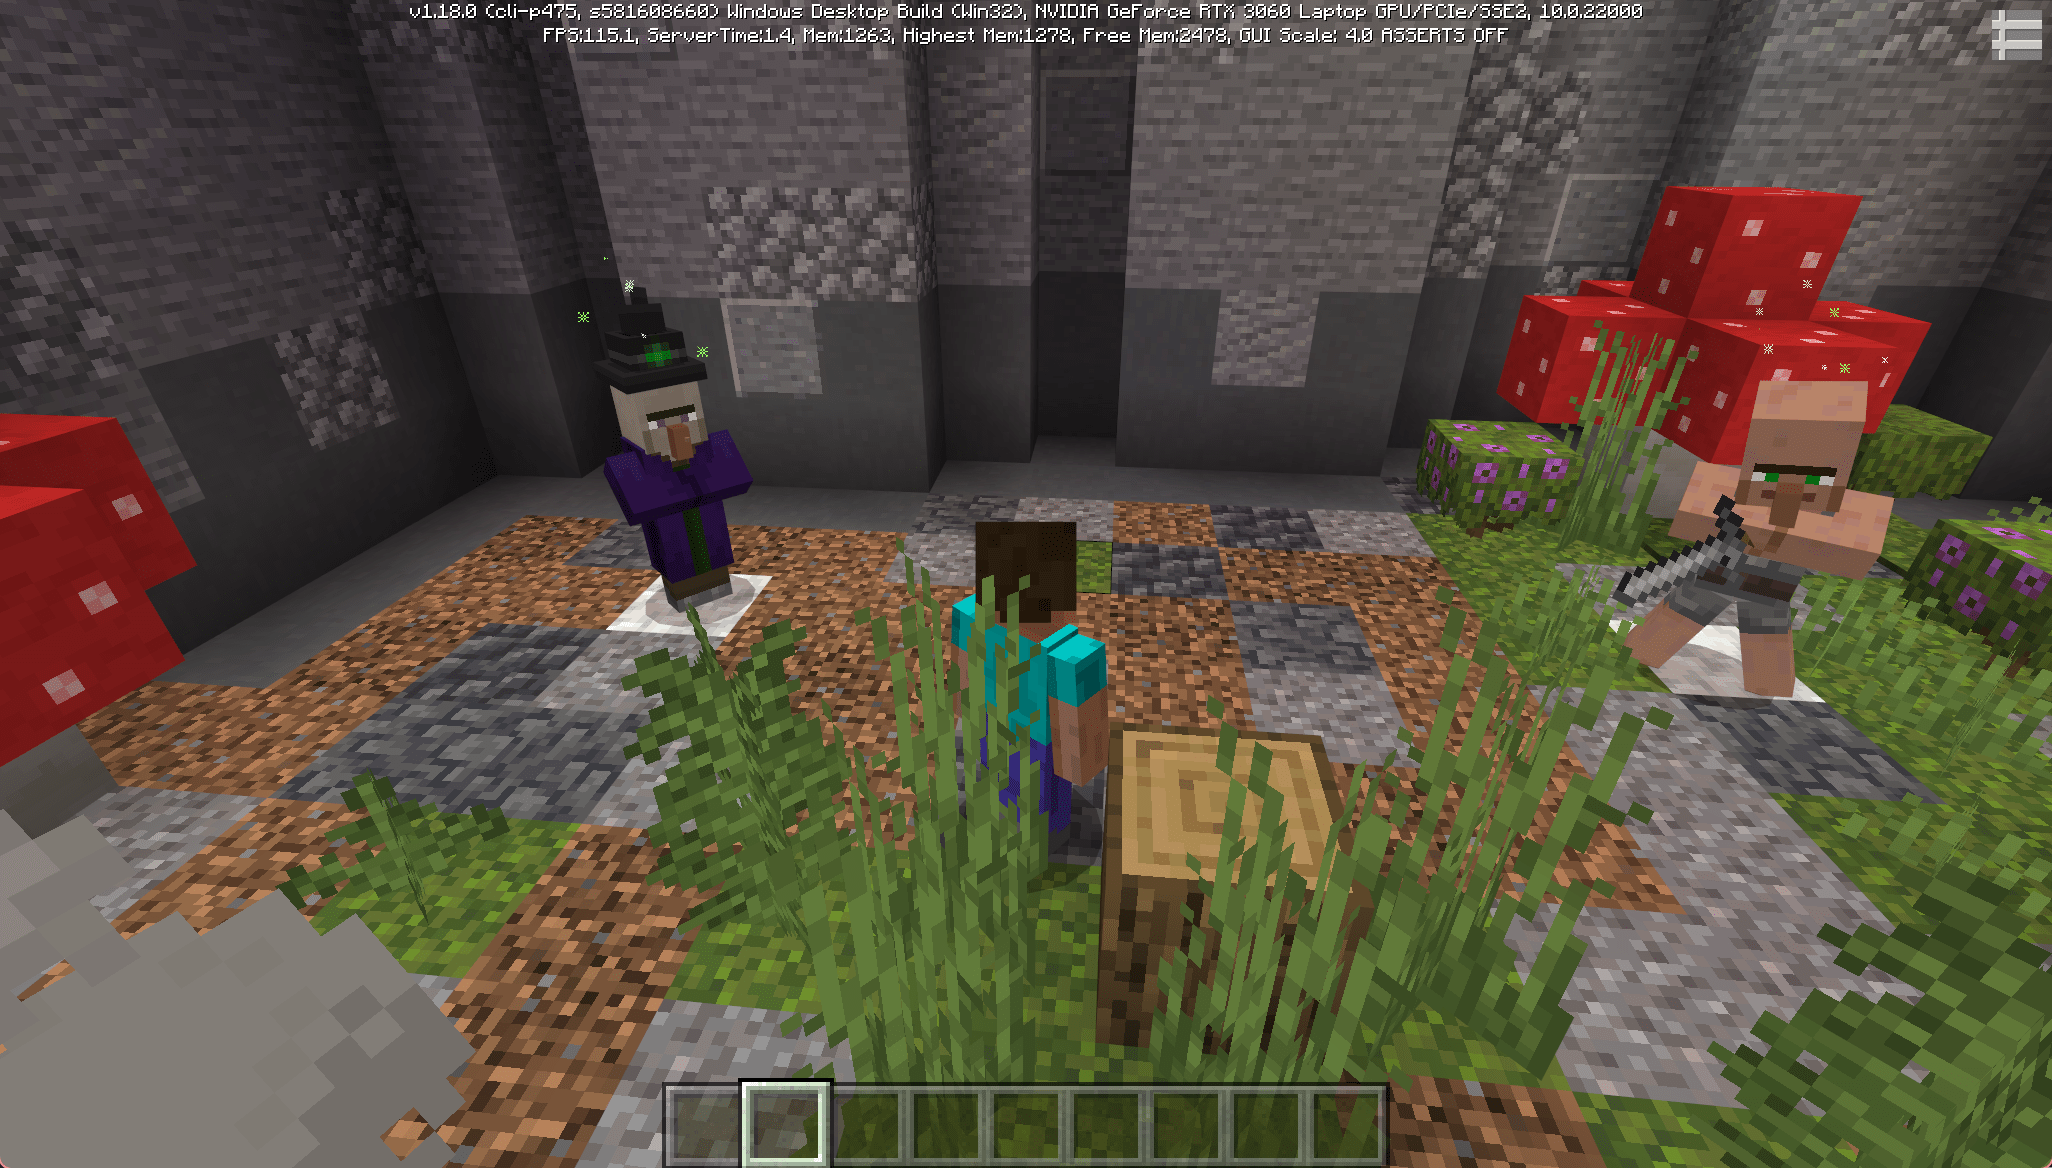 v1.18.0 (cli-p475, s581608660) Windows Desktop Build (Win32), NVIDIA GeForce RTX 3060 Laptop GPU/PCIe/SSE2, 10.0.22000
FPS:115.1, ServerTime:1.4, Mem:1263, Highest Mem:1278, Free Mem:2478, GUI Scale: 4.0 ASSERTS OFF